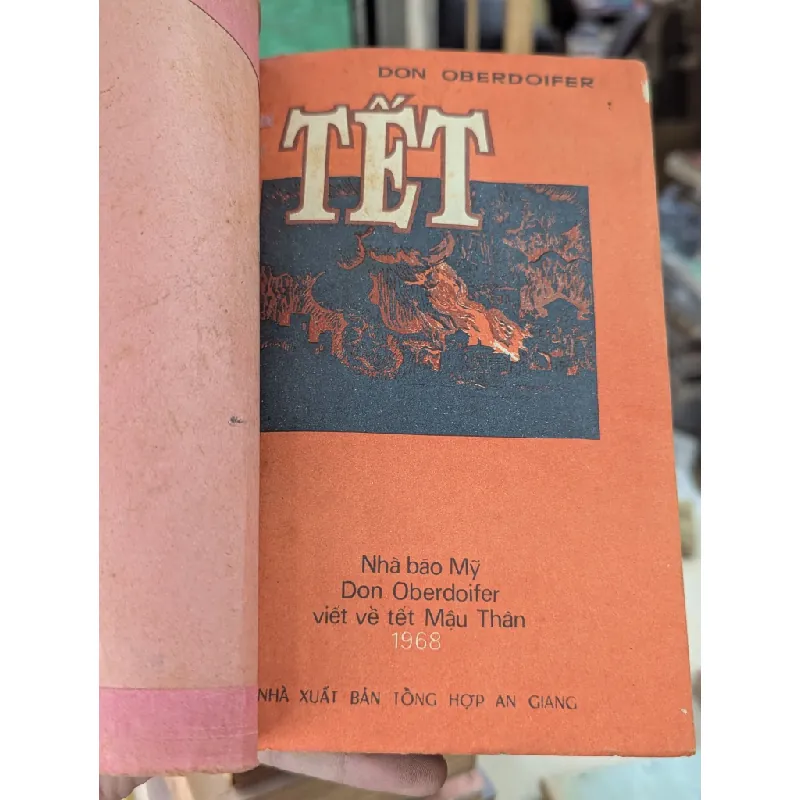 DON OBERDOIFER
TẾT
Nhà báo Mỹ
Don Oberdoifer
viết về tết Mậu Thân
1968
NHÀ XUẤT BẢN TỔNG HỢP AN GIANG